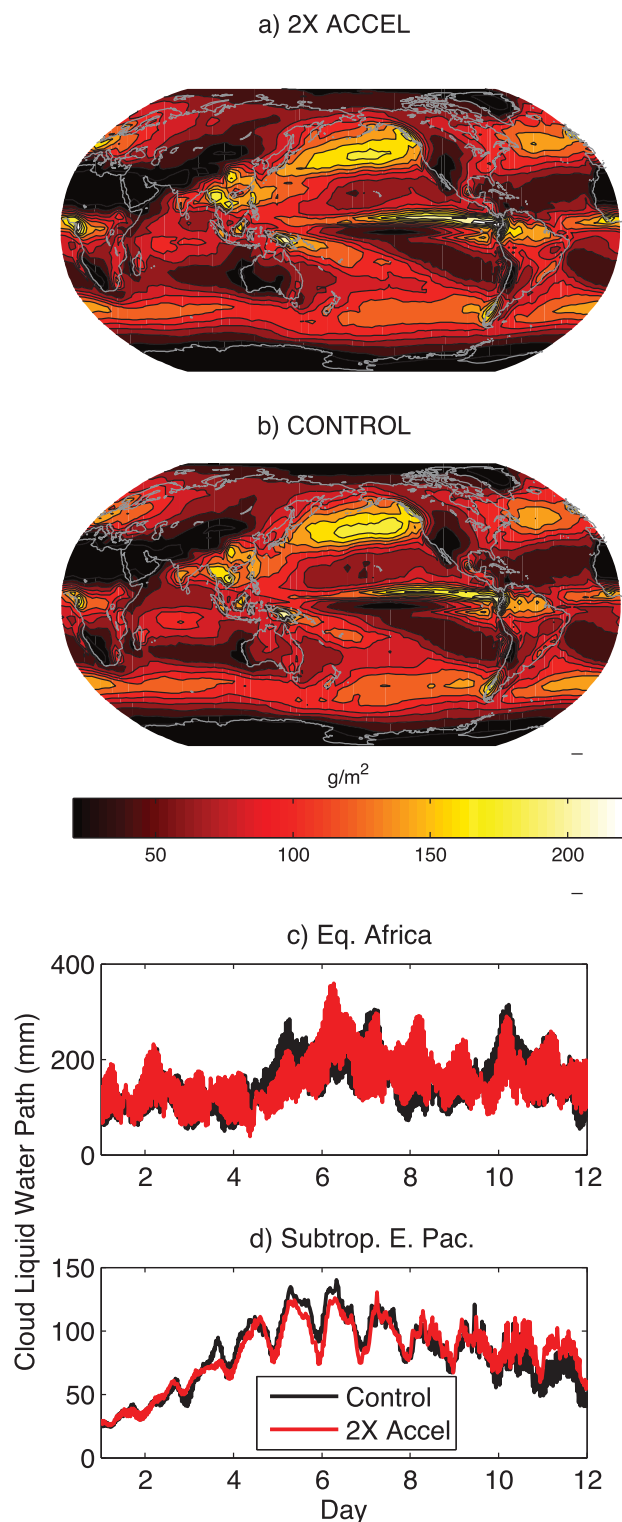 a) 2X ACCEL
b) CONTROL
g/m²
50 100 150 200
c) Eq. Africa
400
200
0
2 4 6 8 10 12
Cloud Liquid Water Path (mm)
d) Subtrop. E. Pac.
150
100
50
0
Control
2X Accel
2 4 6 8 10 12
Day